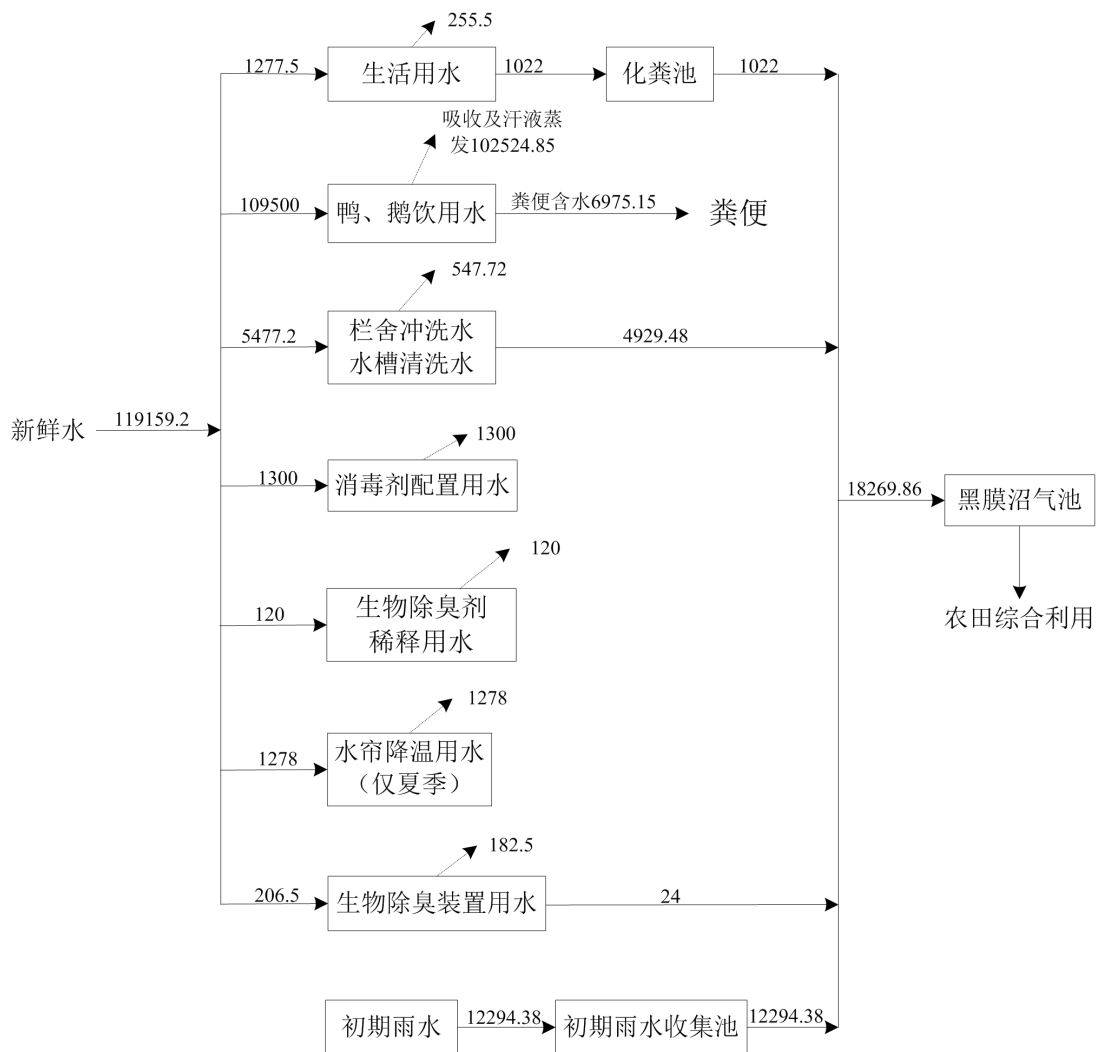 255.5
1277.5
生活用水
1022
化粪池
1022
吸收及汗液蒸
发102524.85
109500
鸭、鹅饮用水
粪便含水6975.15
粪便
547.72
5477.2
栏舍冲洗水
水槽清洗水
4929.48
新鲜水
119159.2
1300
1300
消毒剂配置用水
18269.86
黑膜沼气池
120
120
生物除臭剂
稀释用水
农田综合利用
1278
1278
水帘降温用水
（仅夏季）
182.5
206.5
生物除臭装置用水
24
初期雨水
12294.38
初期雨水收集池
12294.38